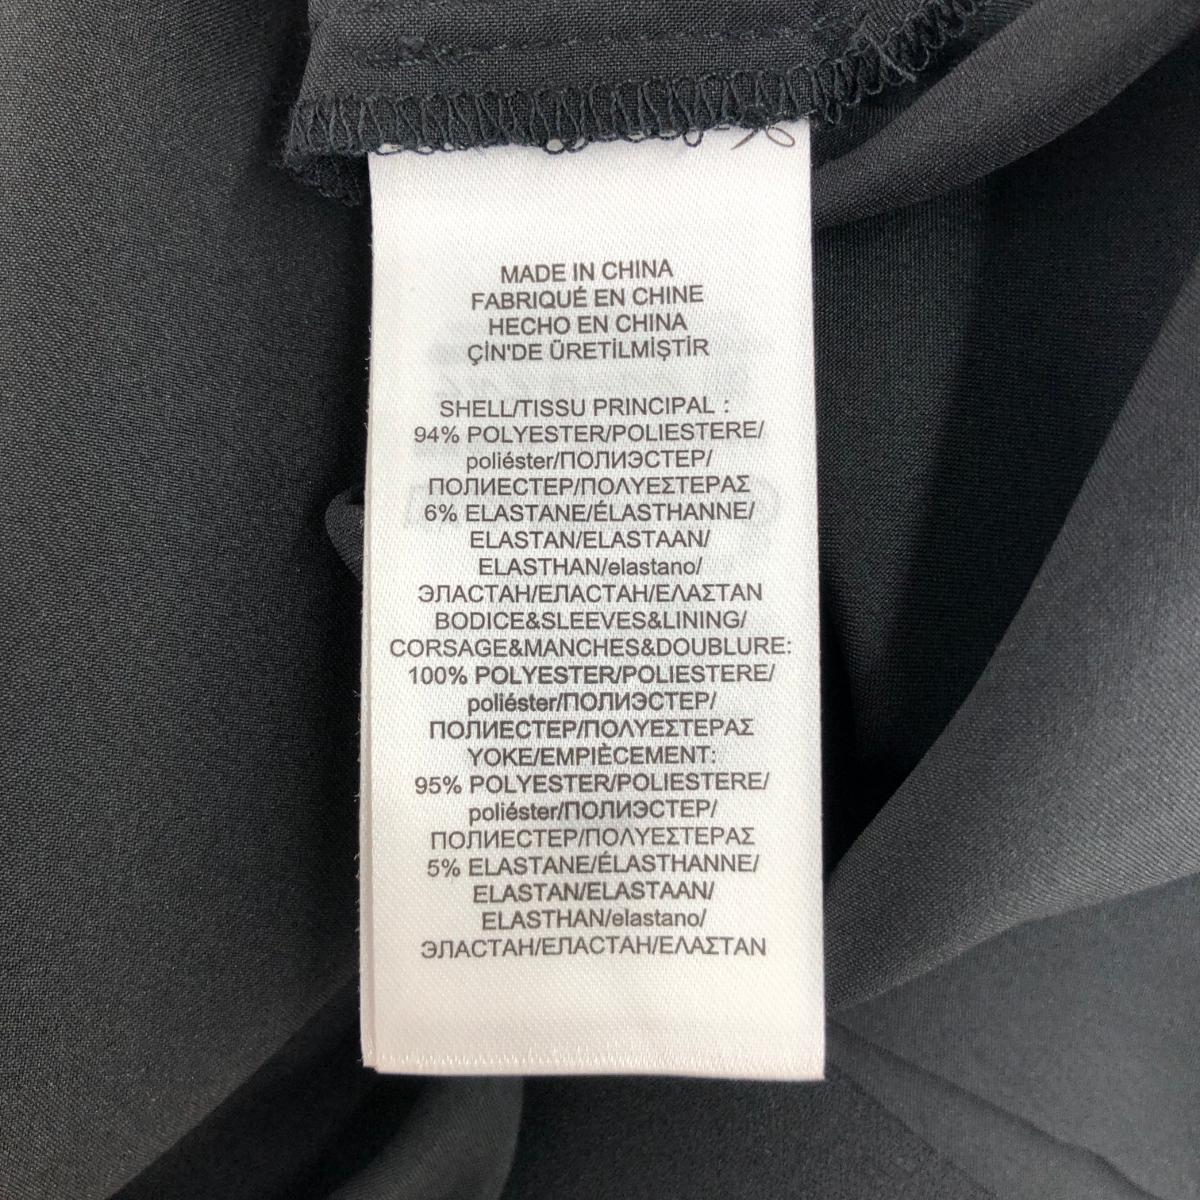 MADE IN CHINA
FABRIQUÉ EN CHINE
HECHO EN CHINA
ÇİN'DE ÜRETİLMİŞTİR
SHELL/TISSU PRINCIPAL :
94% POLYESTER/POLIESTERE/
poliéster/ПОЛИЭСТЕР/
ПОЛИЕСТЕР/ΠΟΛΥΕΣΤΕΡΑΣ
6% ELASTANE/ÉLASTHANNE/
ELASTAN/ELASTAAN/
ELASTHAN/elastano/
ЭЛАСТАН/ЕЛАСТАН/ΕΛΑΣΤΑΝ
BODICE&SLEEVES&LINING/
CORSAGE&MANCHES&DOUBLURE:
100% POLYESTER/POLIESTERE/
poliéster/ПОЛИЭСТЕР/
ПОЛИЕСТЕР/ΠΟΛΥΕΣΤΕΡΑΣ
YOKE/EMPIÈCEMENT:
95% POLYESTER/POLIESTERE/
poliéster/ПОЛИЭСТЕР/
ПОЛИЕСТЕР/ΠΟΛΥΕΣΤΕΡΑΣ
5% ELASTANE/ÉLASTHANNE/
ELASTAN/ELASTAAN/
ELASTHAN/elastano/
ЭЛАСТАН/ЕЛАСТАН/ΕΛΑΣΤΑΝ